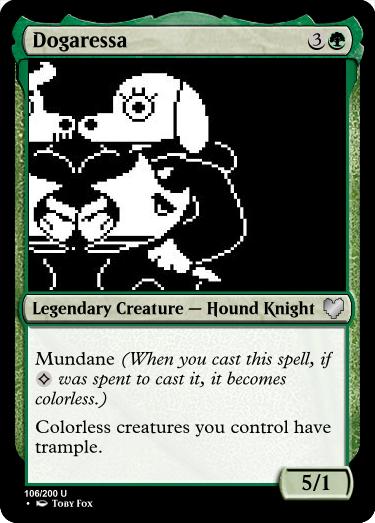 Dogaressa 3
Legendary Creature — Hound Knight
Mundane (When you cast this spell, if
was spent to cast it, it becomes
colorless.)
Colorless creatures you control have
trample.
5/1
106/200 U
• Toby Fox